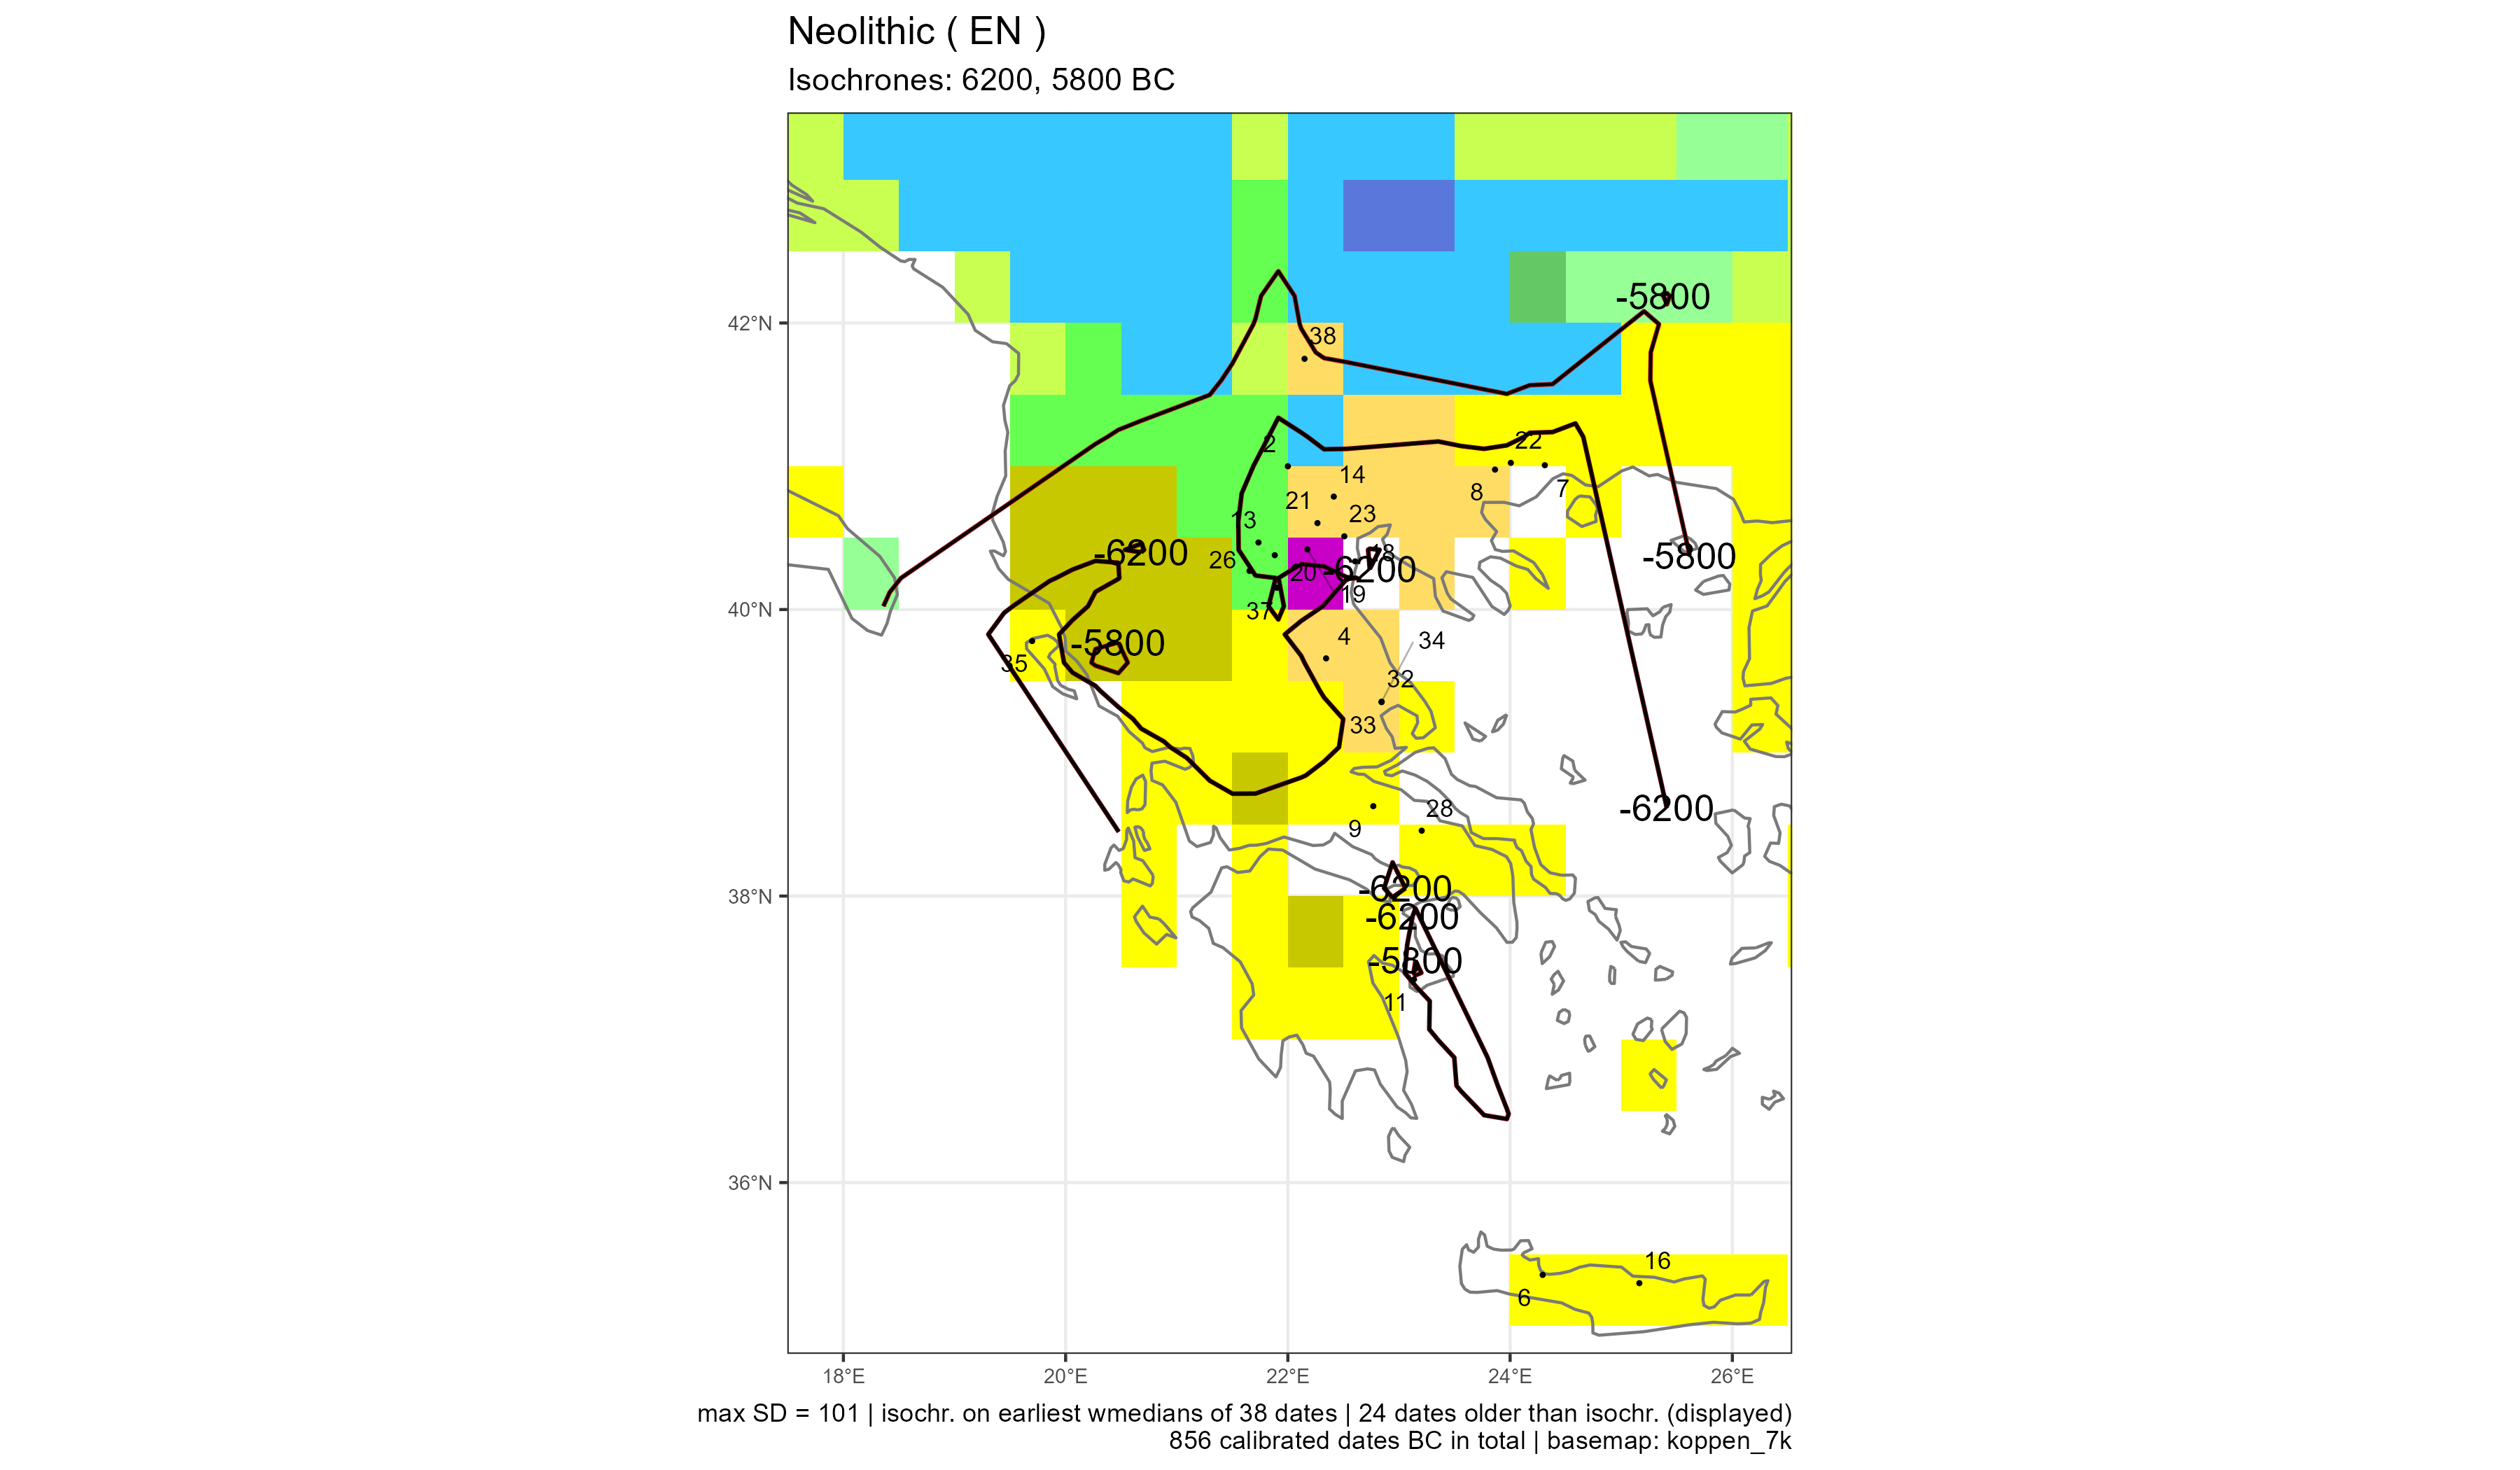 Neolithic ( EN )
Isochrones: 6200, 5800 BC
-5800
42°N
38
2
22
14
21
8
7
13
23
-6200
26
18
-5800
20
-6200
19
40°N
37
4
34
-5800
35
32
33
28
-6200
9
38°N
-6200
-6200
-5800
11
36°N
16
6
18°E
20°E
22°E
24°E
26°E
max SD = 101 | isochr. on earliest wmedians of 38 dates | 24 dates older than isochr. (displayed)
856 calibrated dates BC in total | basemap: koppen_7k